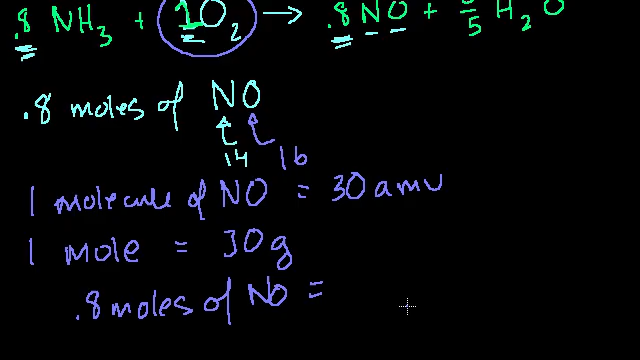 .8 NH3 + 1O2 → .8 NO + /5 H2O
.8 moles of NO
14 16
1 molecule of NO = 30 amu
1 mole = 30g
.8 moles of NO =